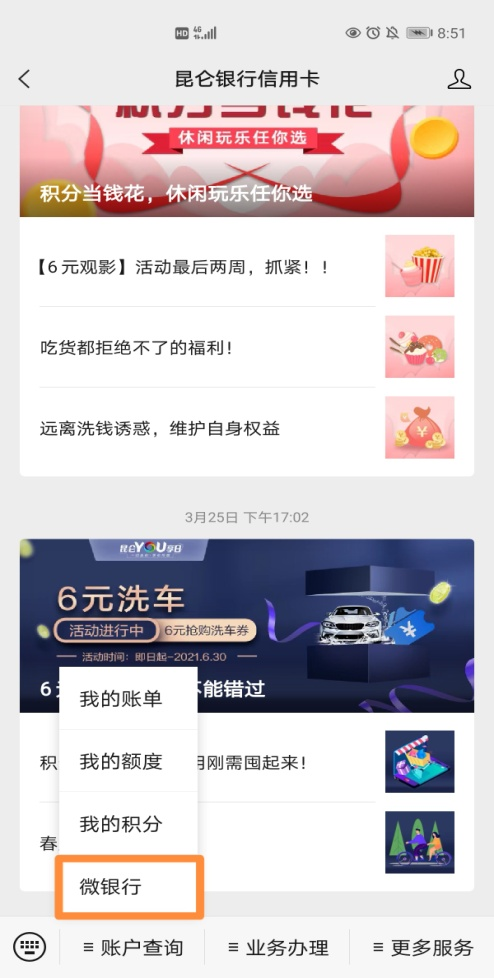 HD 4G 8:51
昆仑银行信用卡
休闲玩乐任你选
积分当钱花，休闲玩乐任你选
【6元观影】活动最后两周，抓紧！！
吃货都拒绝不了的福利！
远离洗钱诱惑，维护自身权益
3月25日 下午17:02
昆仑YOU享日
6元洗车
活动进行中 6元抢购洗车券
活动时间：即日起-2021.6.30
6 不能错过
我的账单
积 用刚需囤起来！
我的额度
我的积分
春
微银行
账户查询 业务办理 更多服务